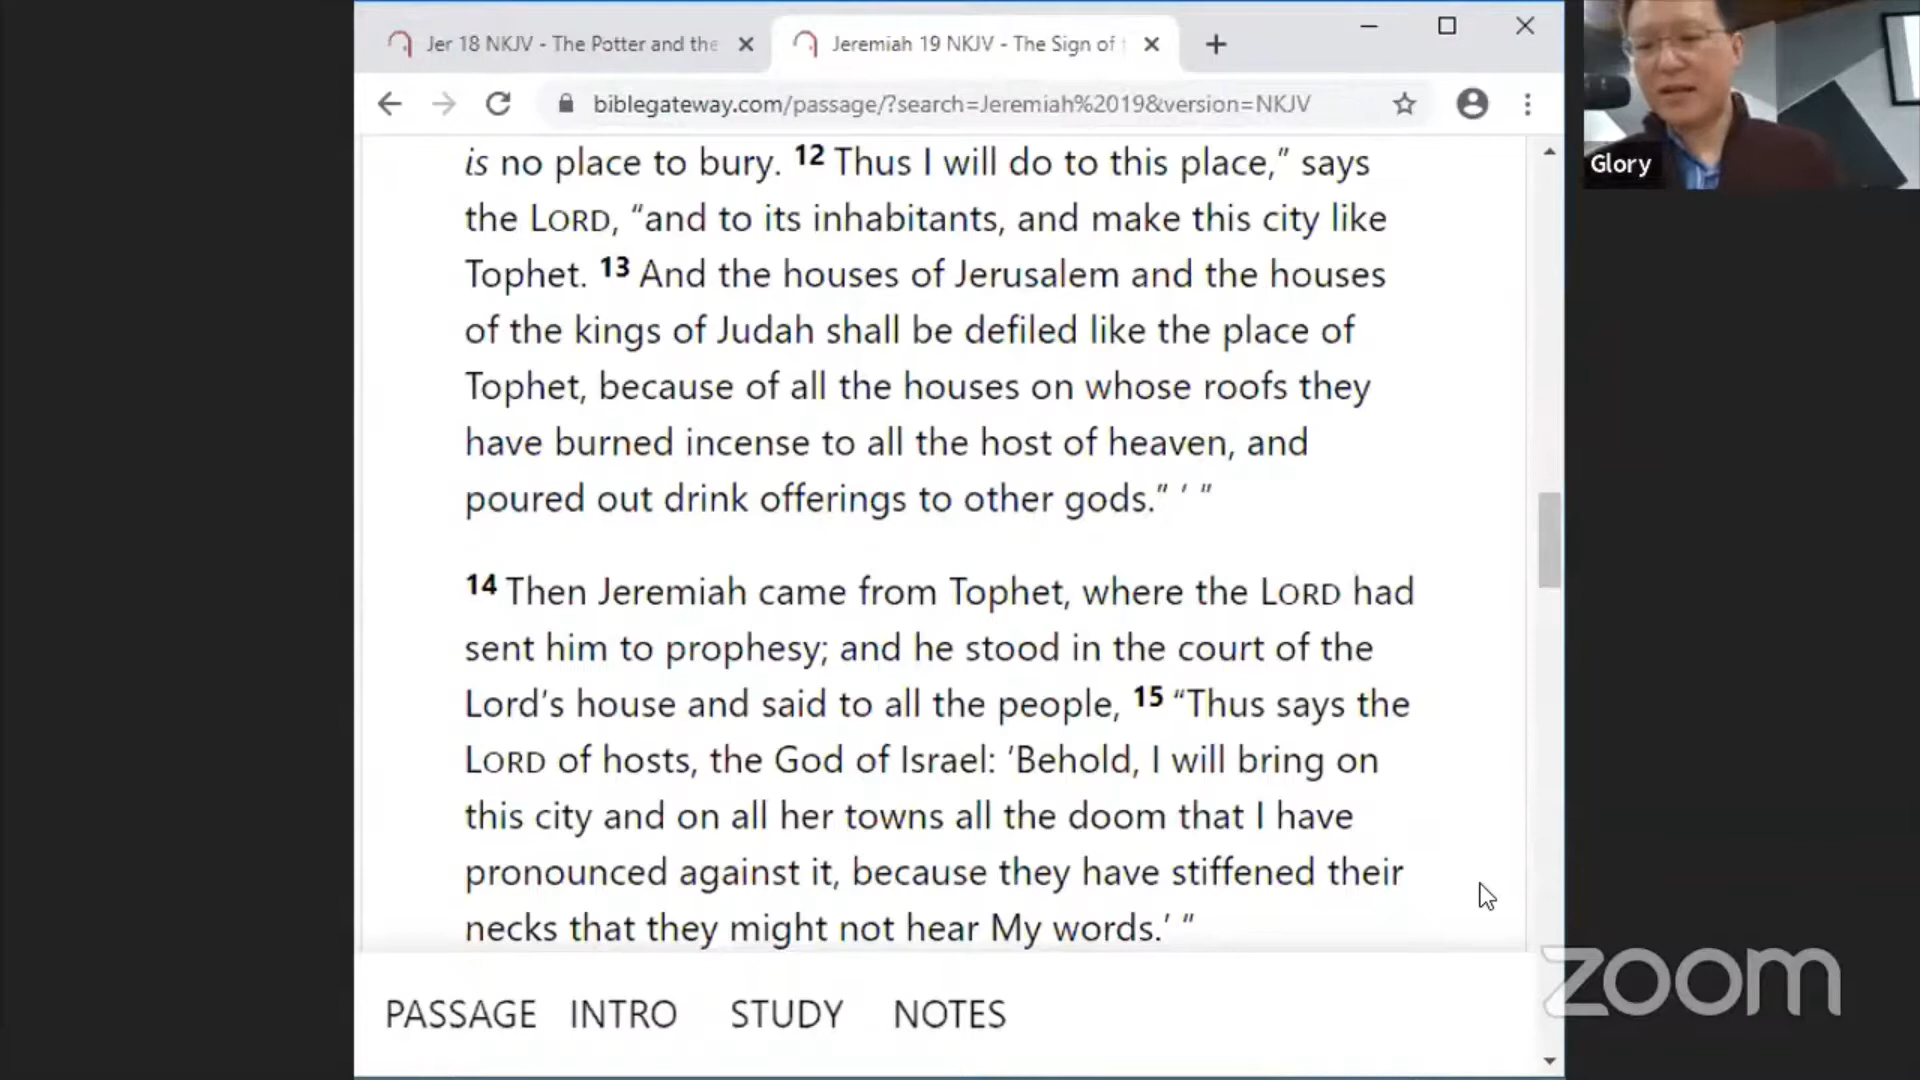 Jer 18 NKJV - The Potter and the
Jeremiah 19 NKJV - The Sign of
biblegateway.com/passage/?search=Jeremiah%2019&version=NKJV
Glory
is no place to bury. 12 Thus I will do to this place,” says
the LORD, “and to its inhabitants, and make this city like
Tophet. 13 And the houses of Jerusalem and the houses
of the kings of Judah shall be defiled like the place of
Tophet, because of all the houses on whose roofs they
have burned incense to all the host of heaven, and
poured out drink offerings to other gods.” ’ ”
14 Then Jeremiah came from Tophet, where the LORD had
sent him to prophesy; and he stood in the court of the
Lord’s house and said to all the people, 15 “Thus says the
LORD of hosts, the God of Israel: ‘Behold, I will bring on
this city and on all her towns all the doom that I have
pronounced against it, because they have stiffened their
necks that they might not hear My words.’ ”
PASSAGE INTRO STUDY NOTES
zoom